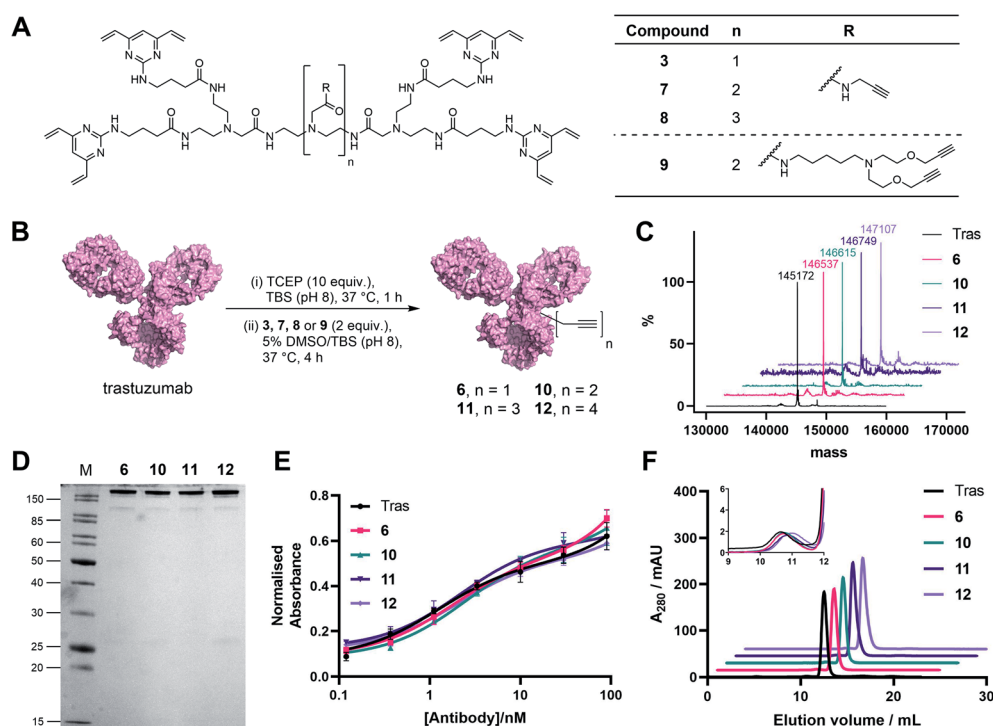 A
N
N
N
N
NH
O
HN
N
H
O
N
O
N
H
N
R
O
n
H
N
O
N
NH
O
HN
N
H
O
H
N
N
N
N
N
Compound n R
3 1
7 2
8 3
N
H
9 2
N
H
N
O
O
B
trastuzumab
(i) TCEP (10 equiv.),
TBS (pH 8), 37 °C, 1 h
(ii) 3, 7, 8 or 9 (2 equiv.),
5% DMSO/TBS (pH 8),
37 °C, 4 h
n
6, n = 1 10, n = 2
11, n = 3 12, n = 4
C
%
100
50
0
145172
146537
146615
146749
147107
130000 140000 150000 160000 170000
mass
Tras
6
10
11
12
D
M 6 10 11 12
150
85
60
50
40
30
25
20
15
E
Normalised
Absorbance
0.8
0.6
0.4
0.2
0.0
0.1 1 10 100
[Antibody]/nM
Tras
6
10
11
12
F
A280 / mAU
400
300
200
100
0
6
4
2
0
9 10 11 12
0 10 20 30
Elution volume / mL
Tras
6
10
11
12